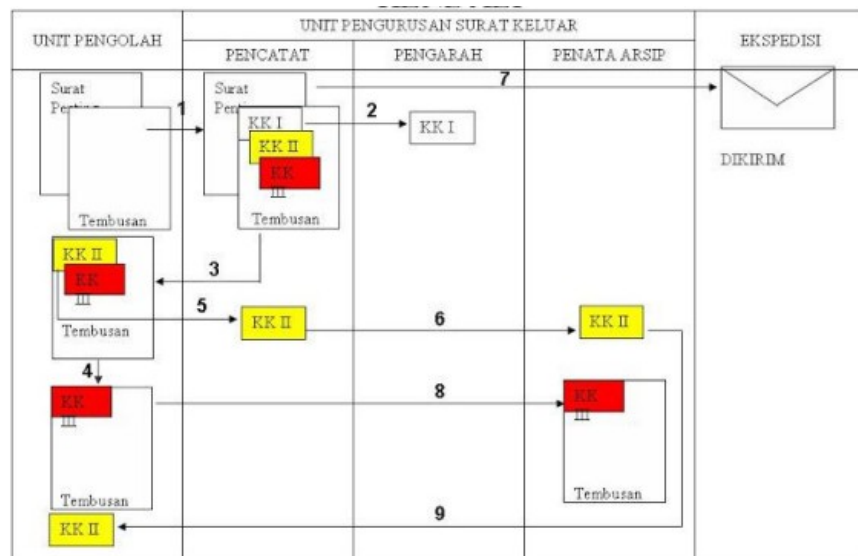 UNIT PENGOLAH
UNIT PENGURUSAN SURAT KELUAR
EKSPEDISI
PENCATAT
PENGARAH
PENATA ARSIP
Surat
Penting
1
Tembusan
Surat
KK I
KK II
KK
III
Tembusan
2
KK I
7
DIKIRIM
KK II
KK
III
Tembusan
3
5
KK II
6
KK II
4
KK
III
Tembusan
8
KK
III
Tembusan
KK II
9